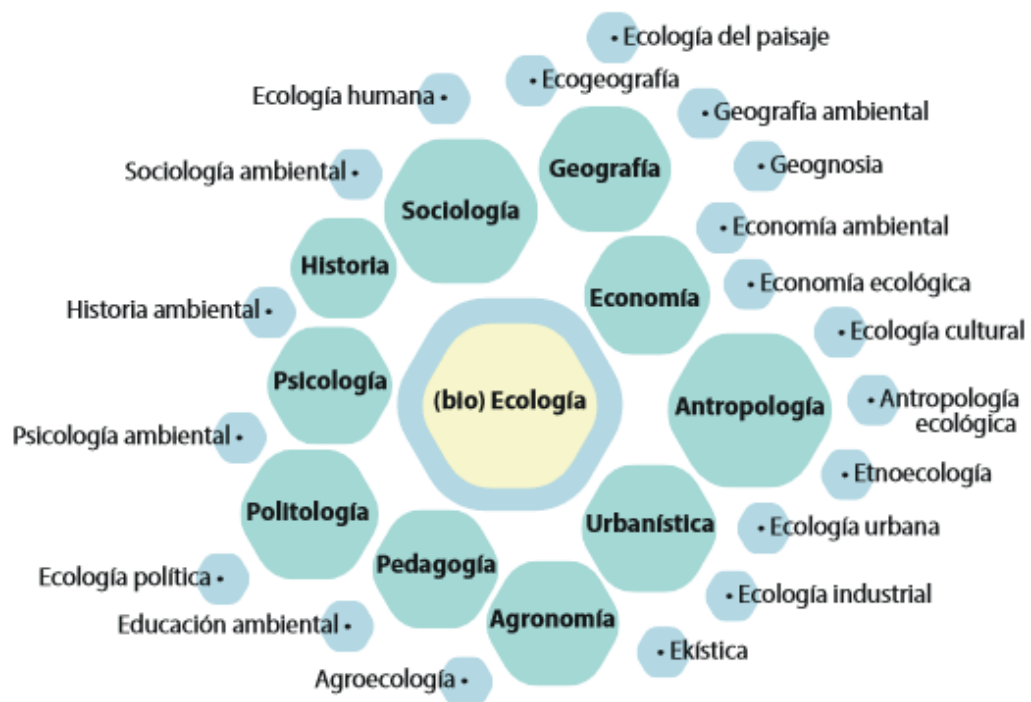 Ecología del paisaje
Ecogeografía
Ecología humana
Geografía ambiental
Sociología ambiental
Geografía
Geognosia
Sociología
Economía ambiental
Historia
Economía
Economía ecológica
Historia ambiental
Ecología cultural
Psicología
(bio) Ecología
Antropología
Antropología
ecológica
Psicología ambiental
Etnoecología
Politología
Urbanística
Ecología urbana
Pedagogía
Ecología política
Ecología industrial
Educación ambiental
Agronomía
Ekística
Agroecología